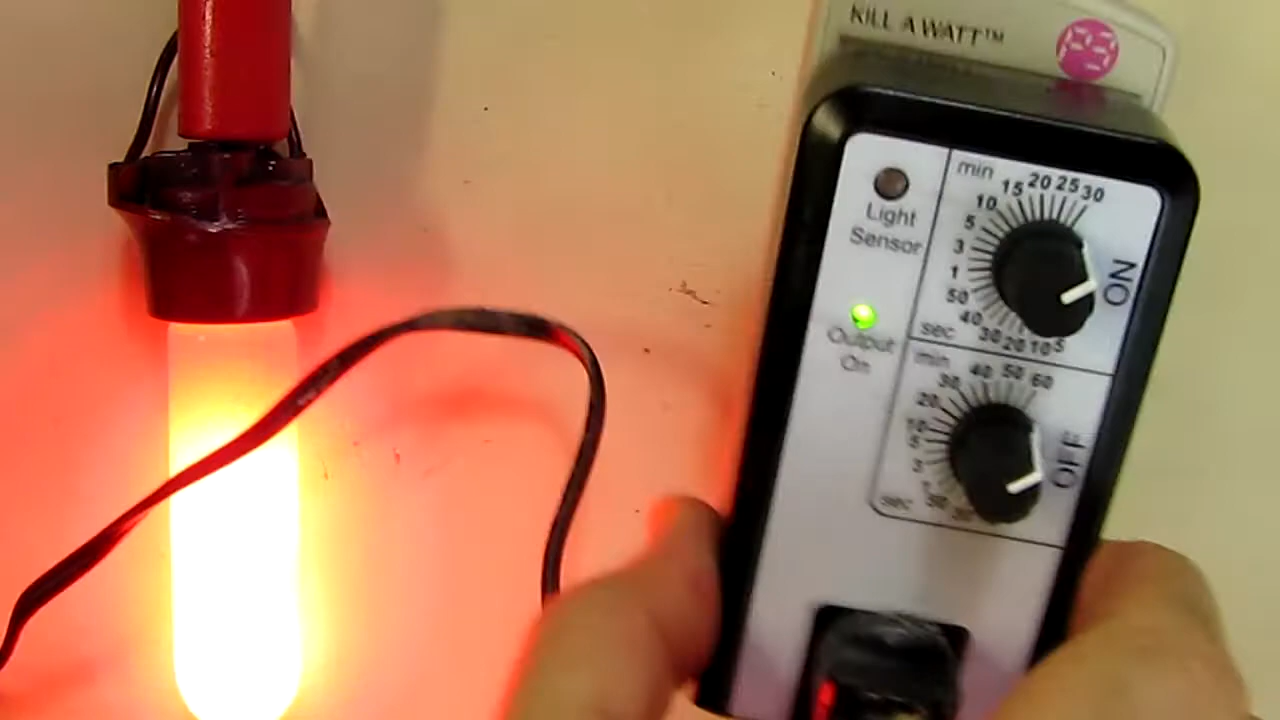 KILL A WATT™
Light
Sensor
Output
On
min
5 10 15 20 25 30
3
1
50
40
30 20 10 5
sec
ON
min
30 40 50 60
20
10
5
3
sec
OFF